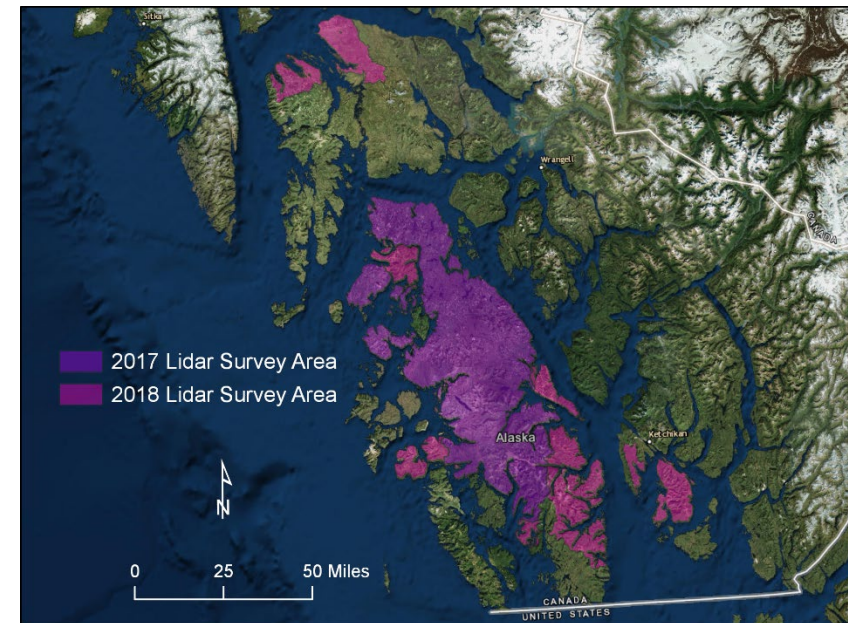 Sitka
Wrangell
CANADA
2017 Lidar Survey Area
2018 Lidar Survey Area
Alaska
Ketchikan
N
0 25 50 Miles
CANADA
UNITED STATES